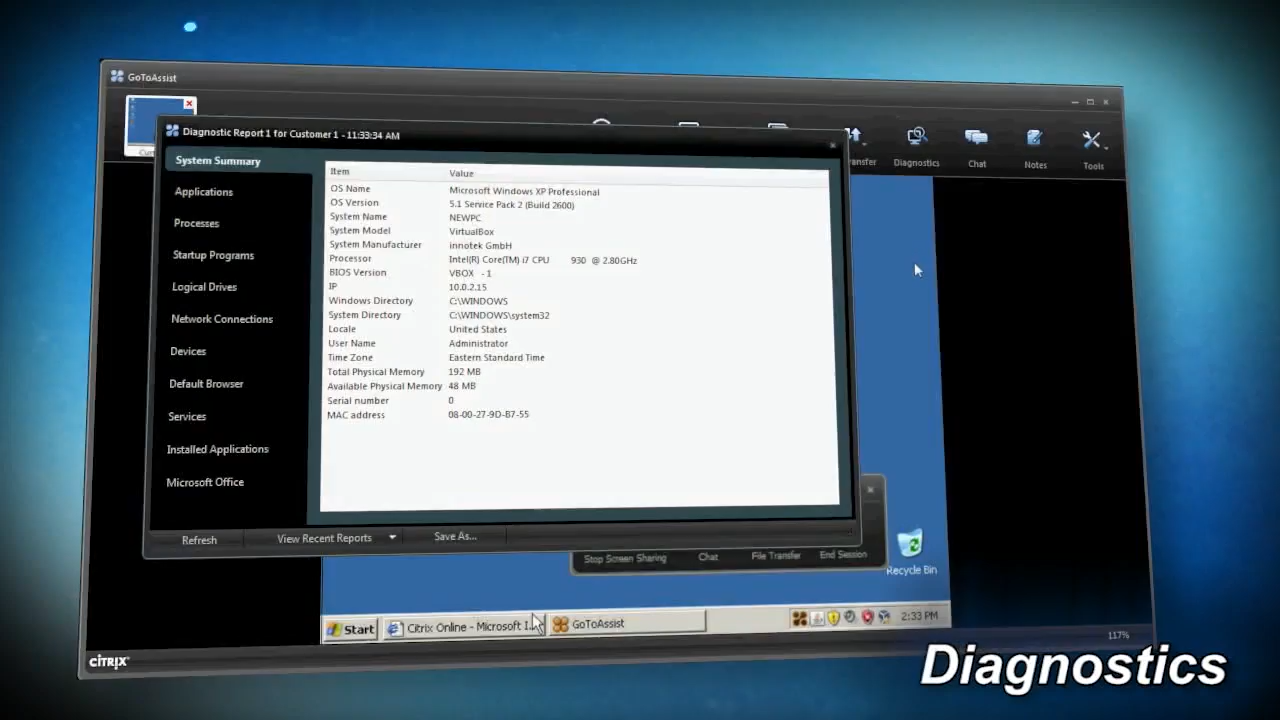 GoToAssist
Diagnostic Report 1 for Customer 1 - 11:33:34 AM
Diagnostics
Chat
Notes
Tools
System Summary
Applications
Processes
Startup Programs
Logical Drives
Network Connections
Devices
Default Browser
Services
Installed Applications
Microsoft Office
Item Value
OS Name Microsoft Windows XP Professional
OS Version 5.1 Service Pack 2 (Build 2600)
System Name NEWPC
System Model VirtualBox
System Manufacturer innotek GmbH
Processor Intel(R) Core(TM) i7 CPU 930 @ 2.80GHz
BIOS Version VBOX - 1
IP 10.0.2.15
Windows Directory C:\WINDOWS
System Directory C:\WINDOWS\system32
Locale United States
User Name Administrator
Time Zone Eastern Standard Time
Total Physical Memory 192 MB
Available Physical Memory 48 MB
Serial number 0
MAC address 08-00-27-9D-B7-55
Refresh View Recent Reports Save As...
Stop Screen Sharing Chat File Transfer End Session
Recycle Bin
Start Citrix Online - Microsoft I... GoToAssist 2:33 PM
117%
CITRIX
Diagnostics